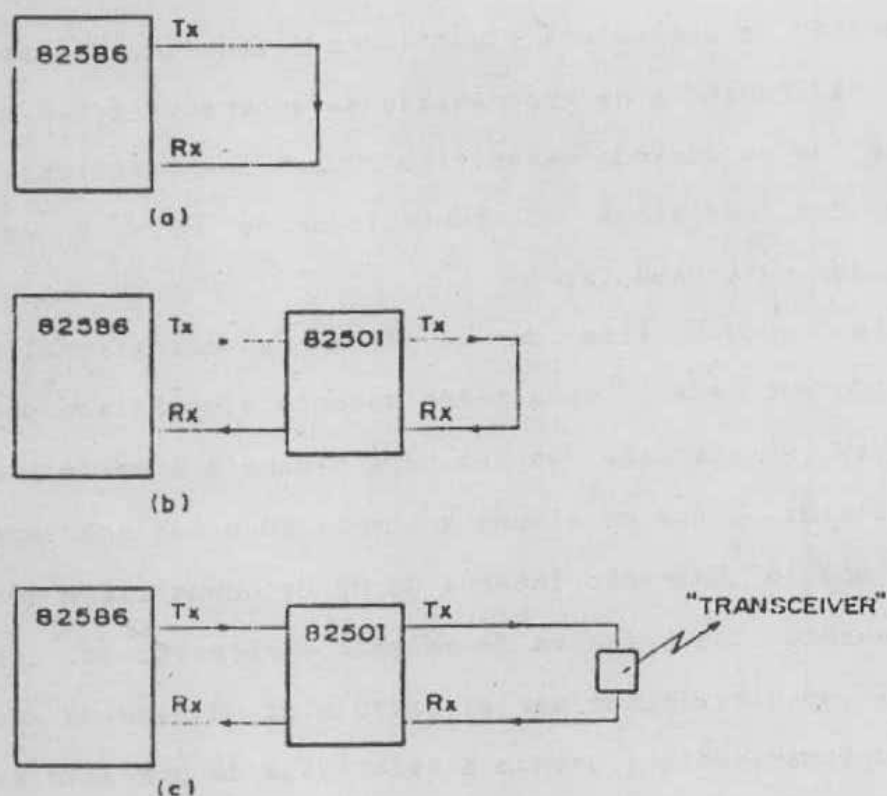 82586
Tx
Rx
(a)
82586
Tx
82501
Tx
Rx
Rx
(b)
82586
Tx
82501
Tx
"TRANSCEIVER"
Rx
Rx
(c)